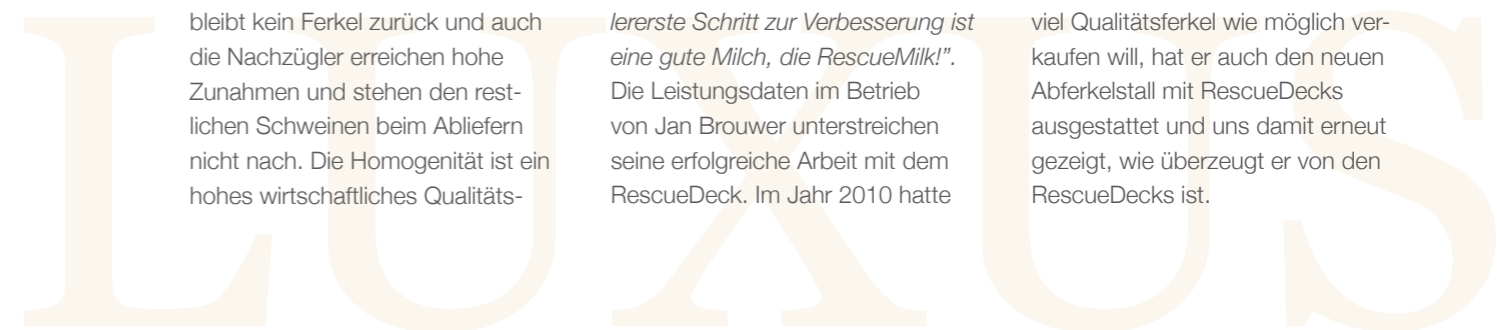 bleibt kein Ferkel zurück und auch
die Nachzügler erreichen hohe
Zunahmen und stehen den rest-
lichen Schweinen beim Abliefern
nicht nach. Die Homogenität ist ein
hohes wirtschaftliches Qualitäts-
lererste Schritt zur Verbesserung ist
eine gute Milch, die RescueMilk!”.
Die Leistungsdaten im Betrieb
von Jan Brouwer unterstreichen
seine erfolgreiche Arbeit mit dem
RescueDeck. Im Jahr 2010 hatte
viel Qualitätsferkel wie möglich ver-
kaufen will, hat er auch den neuen
Abferkelstall mit RescueDecks
ausgestattet und uns damit erneut
gezeigt, wie überzeugt er von den
RescueDecks ist.
LUXUS